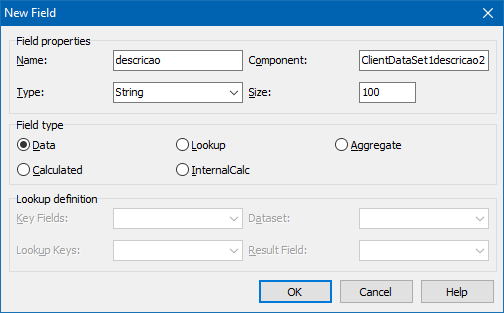 New Field
Field properties
Name: descricao Component: ClientDataSet1descricao2
Type: String Size: 100
Field type
Data Lookup Aggregate
Calculated InternalCalc
Lookup definition
Key Fields: Dataset:
Lookup Keys: Result Field:
OK Cancel Help